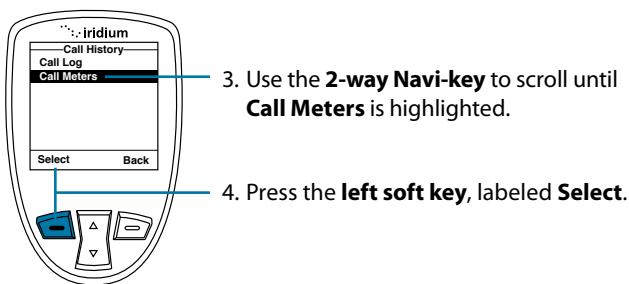 iridium
Call History
Call Log
Call Meters
3. Use the 2-way Navi-key to scroll until
Call Meters is highlighted.
Select Back
4. Press the left soft key, labeled Select.